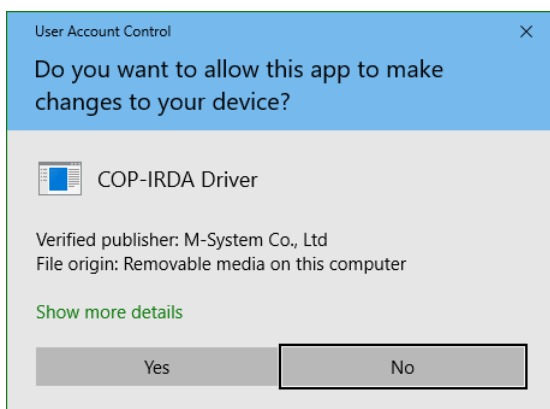 User Account Control
Do you want to allow this app to make
changes to your device?
COP-IRDA Driver
Verified publisher: M-System Co., Ltd
File origin: Removable media on this computer
Show more details
Yes
No